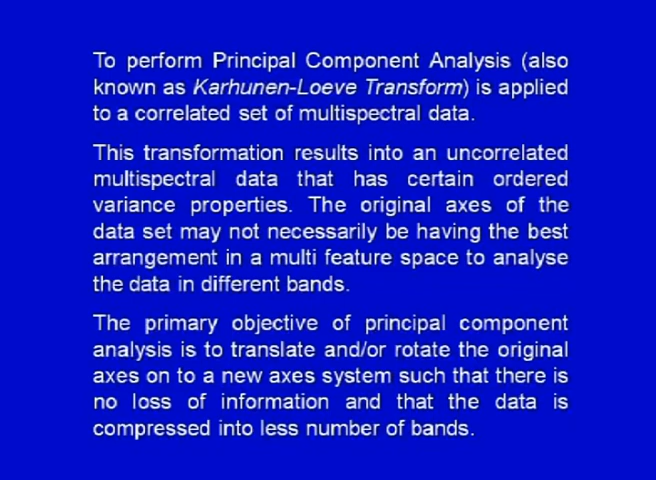 To perform Principal Component Analysis (also
known as Karhunen-Loeve Transform) is applied
to a correlated set of multispectral data.
This transformation results into an uncorrelated
multispectral data that has certain ordered
variance properties. The original axes of the
data set may not necessarily be having the best
arrangement in a multi feature space to analyse
the data in different bands.
The primary objective of principal component
analysis is to translate and/or rotate the original
axes on to a new axes system such that there is
no loss of information and that the data is
compressed into less number of bands.